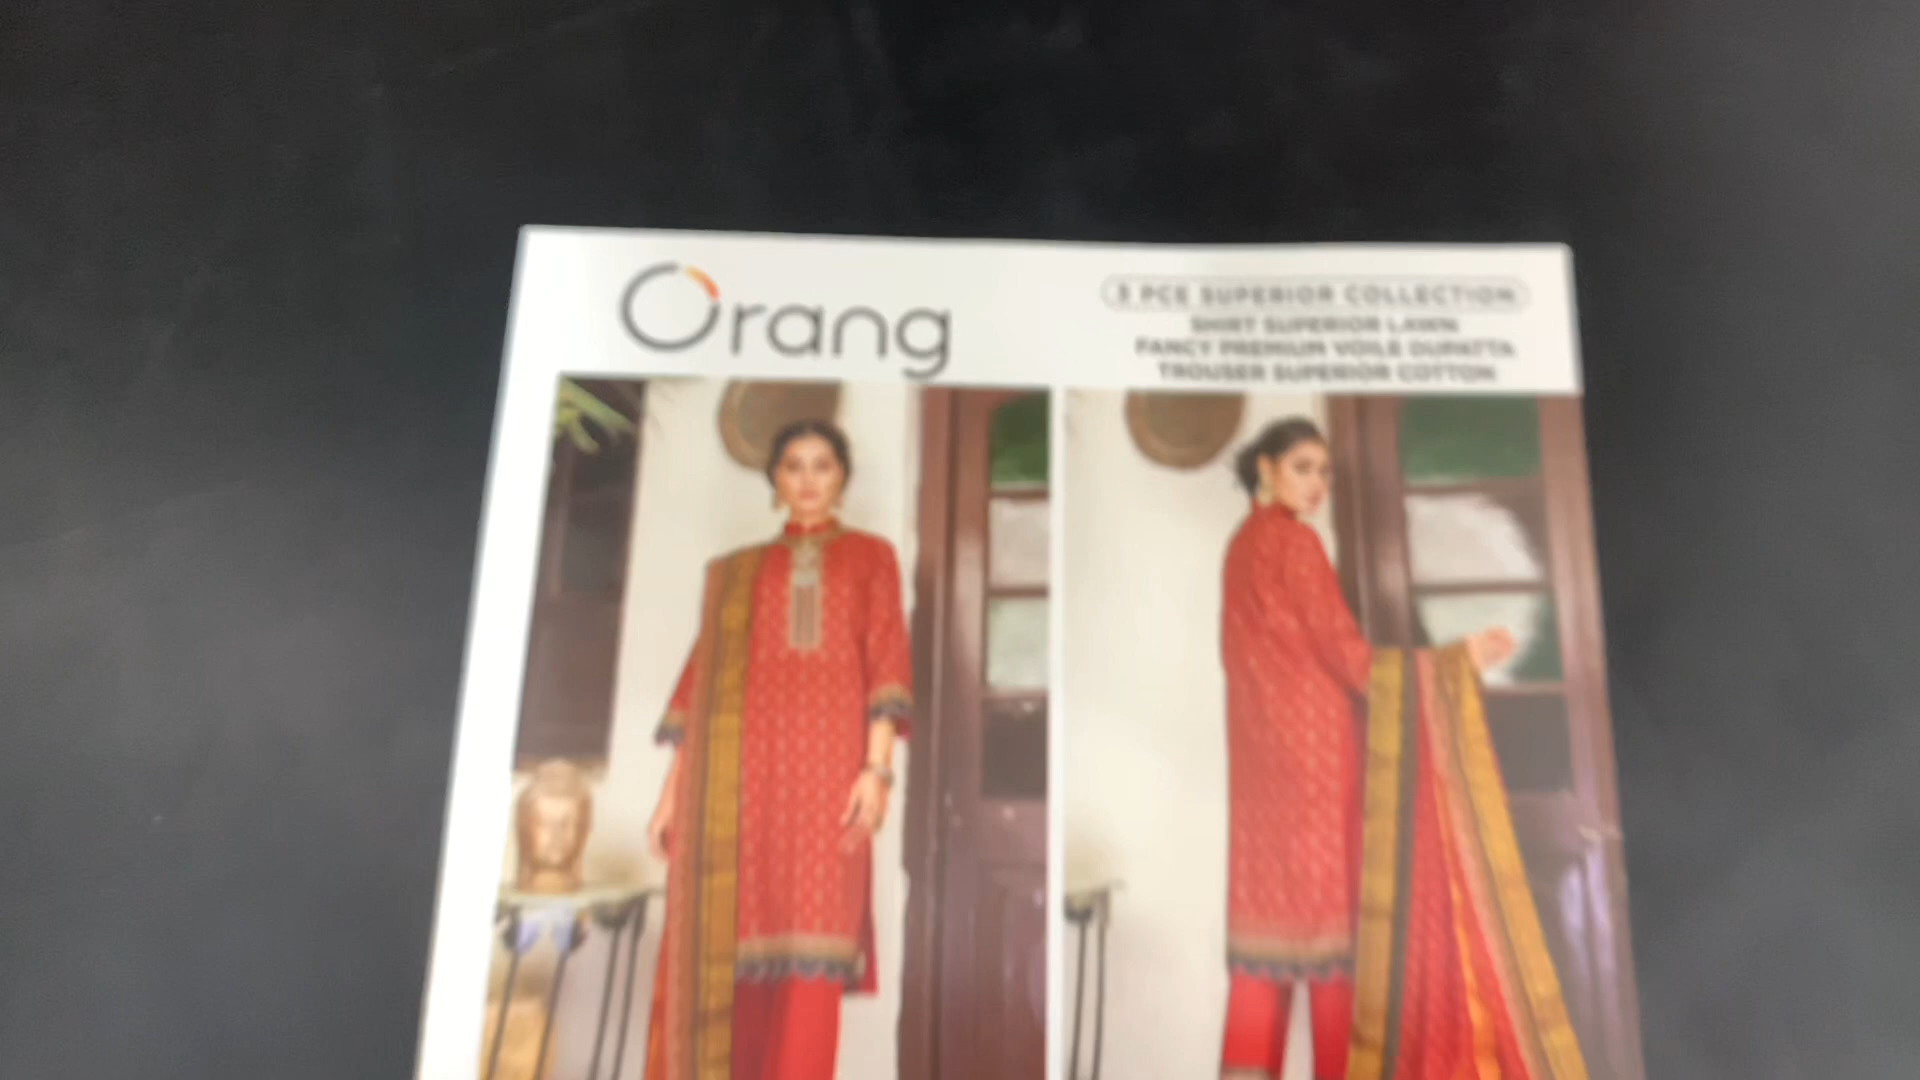 Orang
3 PCE SUPERIOR COLLECTION
SHIRT SUPERIOR LAWN
FANCY PREMIUM VOILE DUPATTA
TROUSER SUPERIOR COTTON